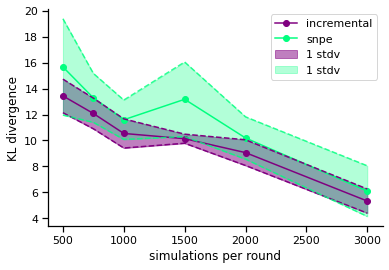 20
18
16
14
12
10
8
6
4
KL divergence
incremental
snpe
1 stdv
1 stdv
500 1000 1500 2000 2500 3000
simulations per round